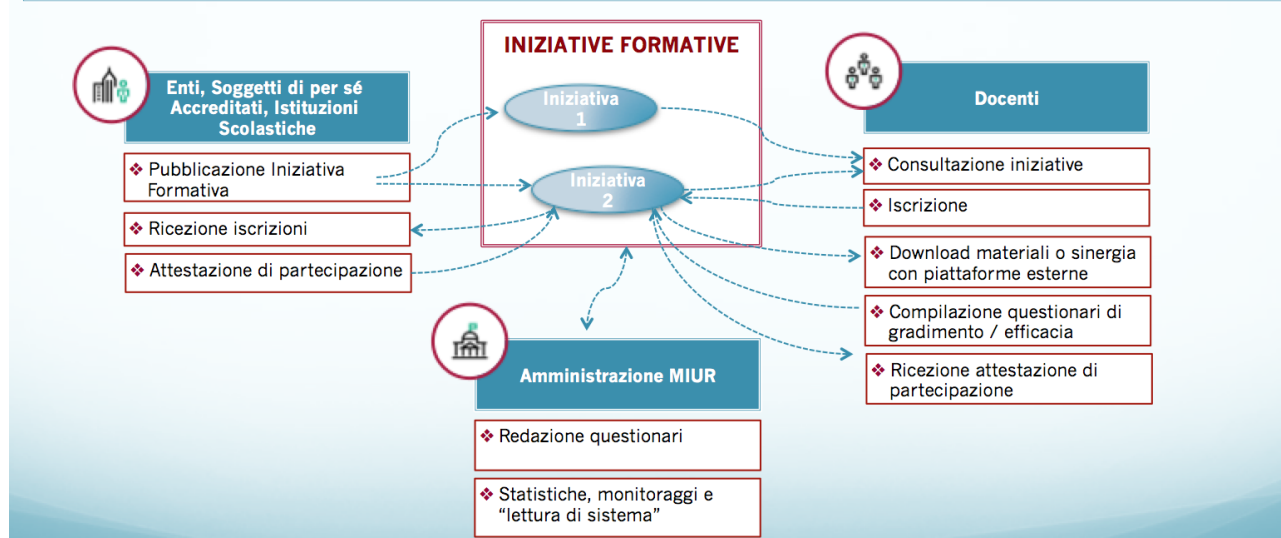 INIZIATIVE FORMATIVE
Iniziativa
1
Iniziativa
2
Enti, Soggetti di per sé
Accreditati, Istituzioni
Scolastiche
❖ Pubblicazione Iniziativa
Formativa
❖ Ricezione iscrizioni
❖ Attestazione di partecipazione
Docenti
❖ Consultazione iniziative
❖ Iscrizione
❖ Download materiali o sinergia
con piattaforme esterne
❖ Compilazione questionari di
gradimento / efficacia
❖ Ricezione attestazione di
partecipazione
Amministrazione MIUR
❖ Redazione questionari
❖ Statistiche, monitoraggi e
“lettura di sistema”